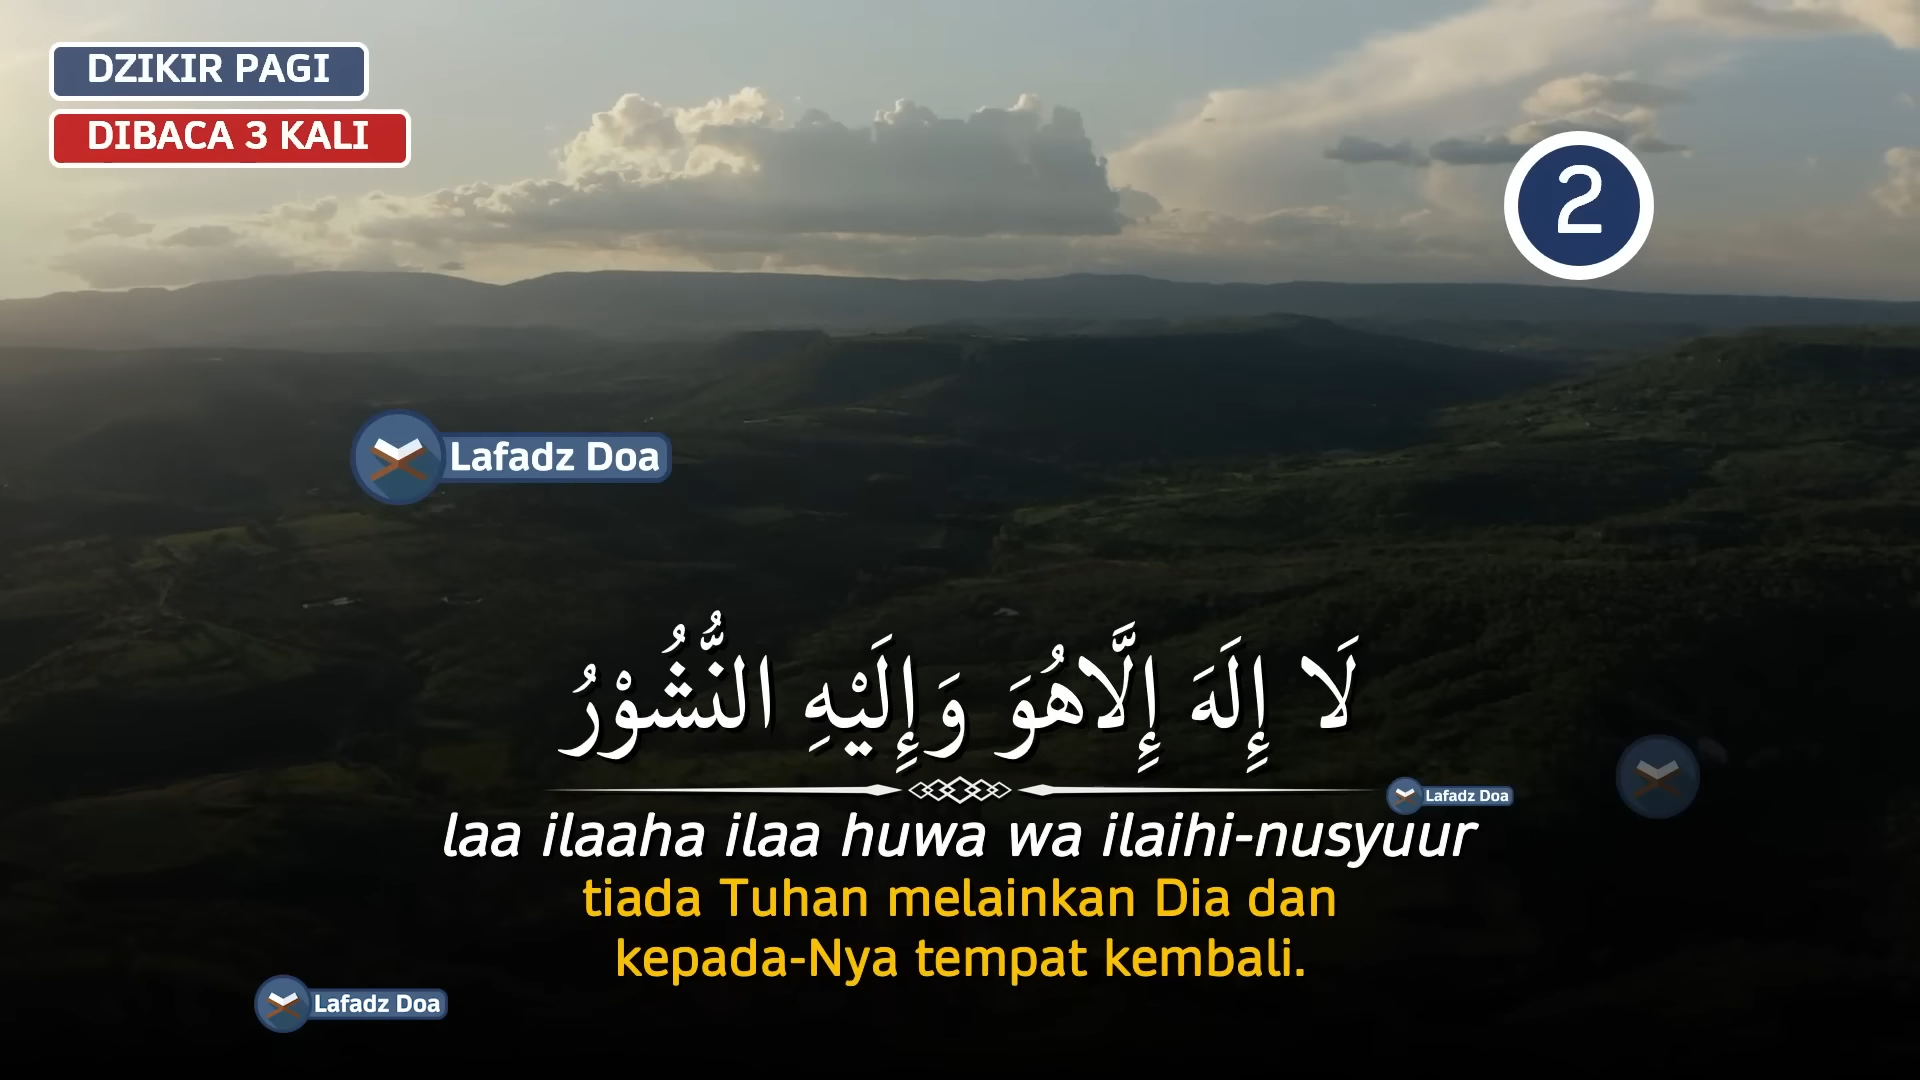 DZIKIR PAGI
DIBACA 3 KALI
2
Lafadz Doa
لَا إِلَهَ إِلَّاهُوَ وَإِلَيْهِ النُّشُوْرُ
Lafadz Doa
laa ilaaha ilaa huwa wa ilaihi-nusyuur
tiada Tuhan melainkan Dia dan
kepada-Nya tempat kembali.
Lafadz Doa